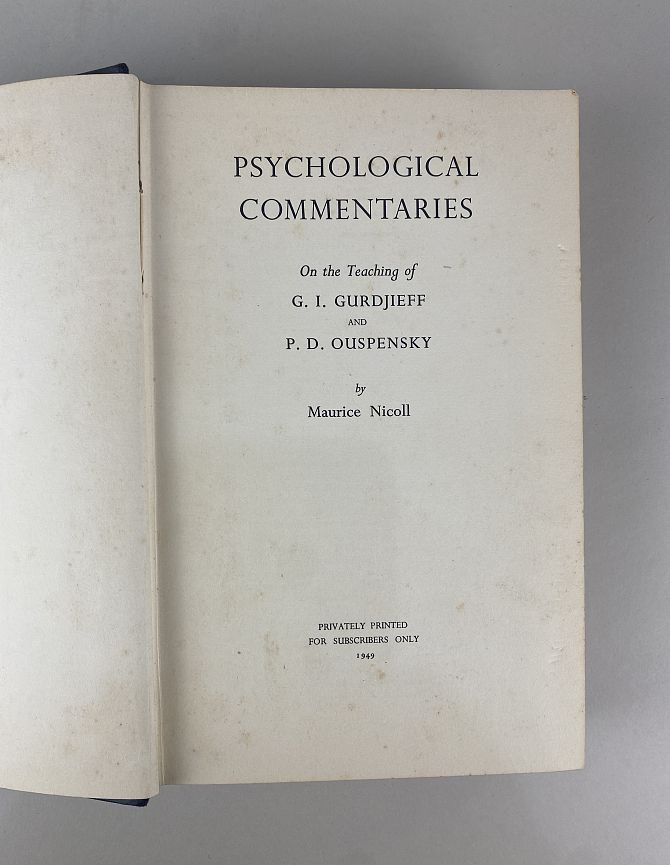 PSYCHOLOGICAL
COMMENTARIES
On the Teaching of
G. I. GURDJIEFF
AND
P. D. OUSPENSKY
by
Maurice Nicoll
PRIVATELY PRINTED
FOR SUBSCRIBERS ONLY
1949